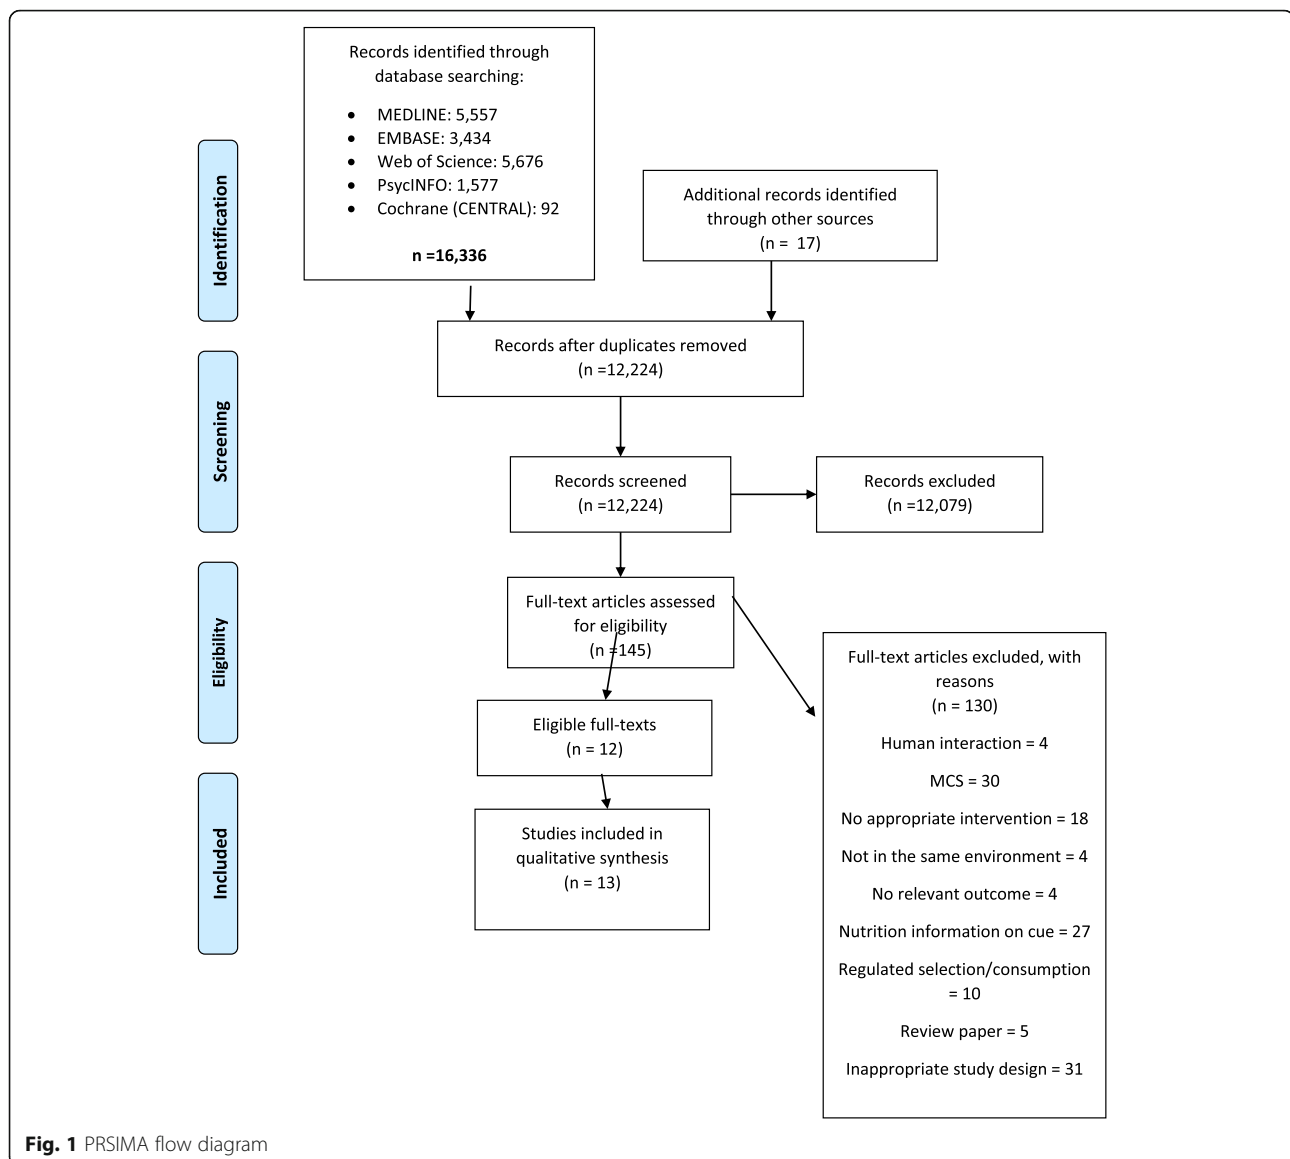 Records identified through
database searching:
• MEDLINE: 5,557
• EMBASE: 3,434
• Web of Science: 5,676
• PsycINFO: 1,577
• Cochrane (CENTRAL): 92
n =16,336
Additional records identified
through other sources
(n = 17)
Identification
Records after duplicates removed
(n =12,224)
Screening
Records screened
(n =12,224)
Records excluded
(n =12,079)
Eligibility
Full-text articles assessed
for eligibility
(n =145)
Full-text articles excluded, with
reasons
(n = 130)
Human interaction = 4
MCS = 30
No appropriate intervention = 18
Not in the same environment = 4
No relevant outcome = 4
Nutrition information on cue = 27
Regulated selection/consumption
= 10
Review paper = 5
Inappropriate study design = 31
Eligible full-texts
(n = 12)
Included
Studies included in
qualitative synthesis
(n = 13)
Fig. 1 PRSIMA flow diagram